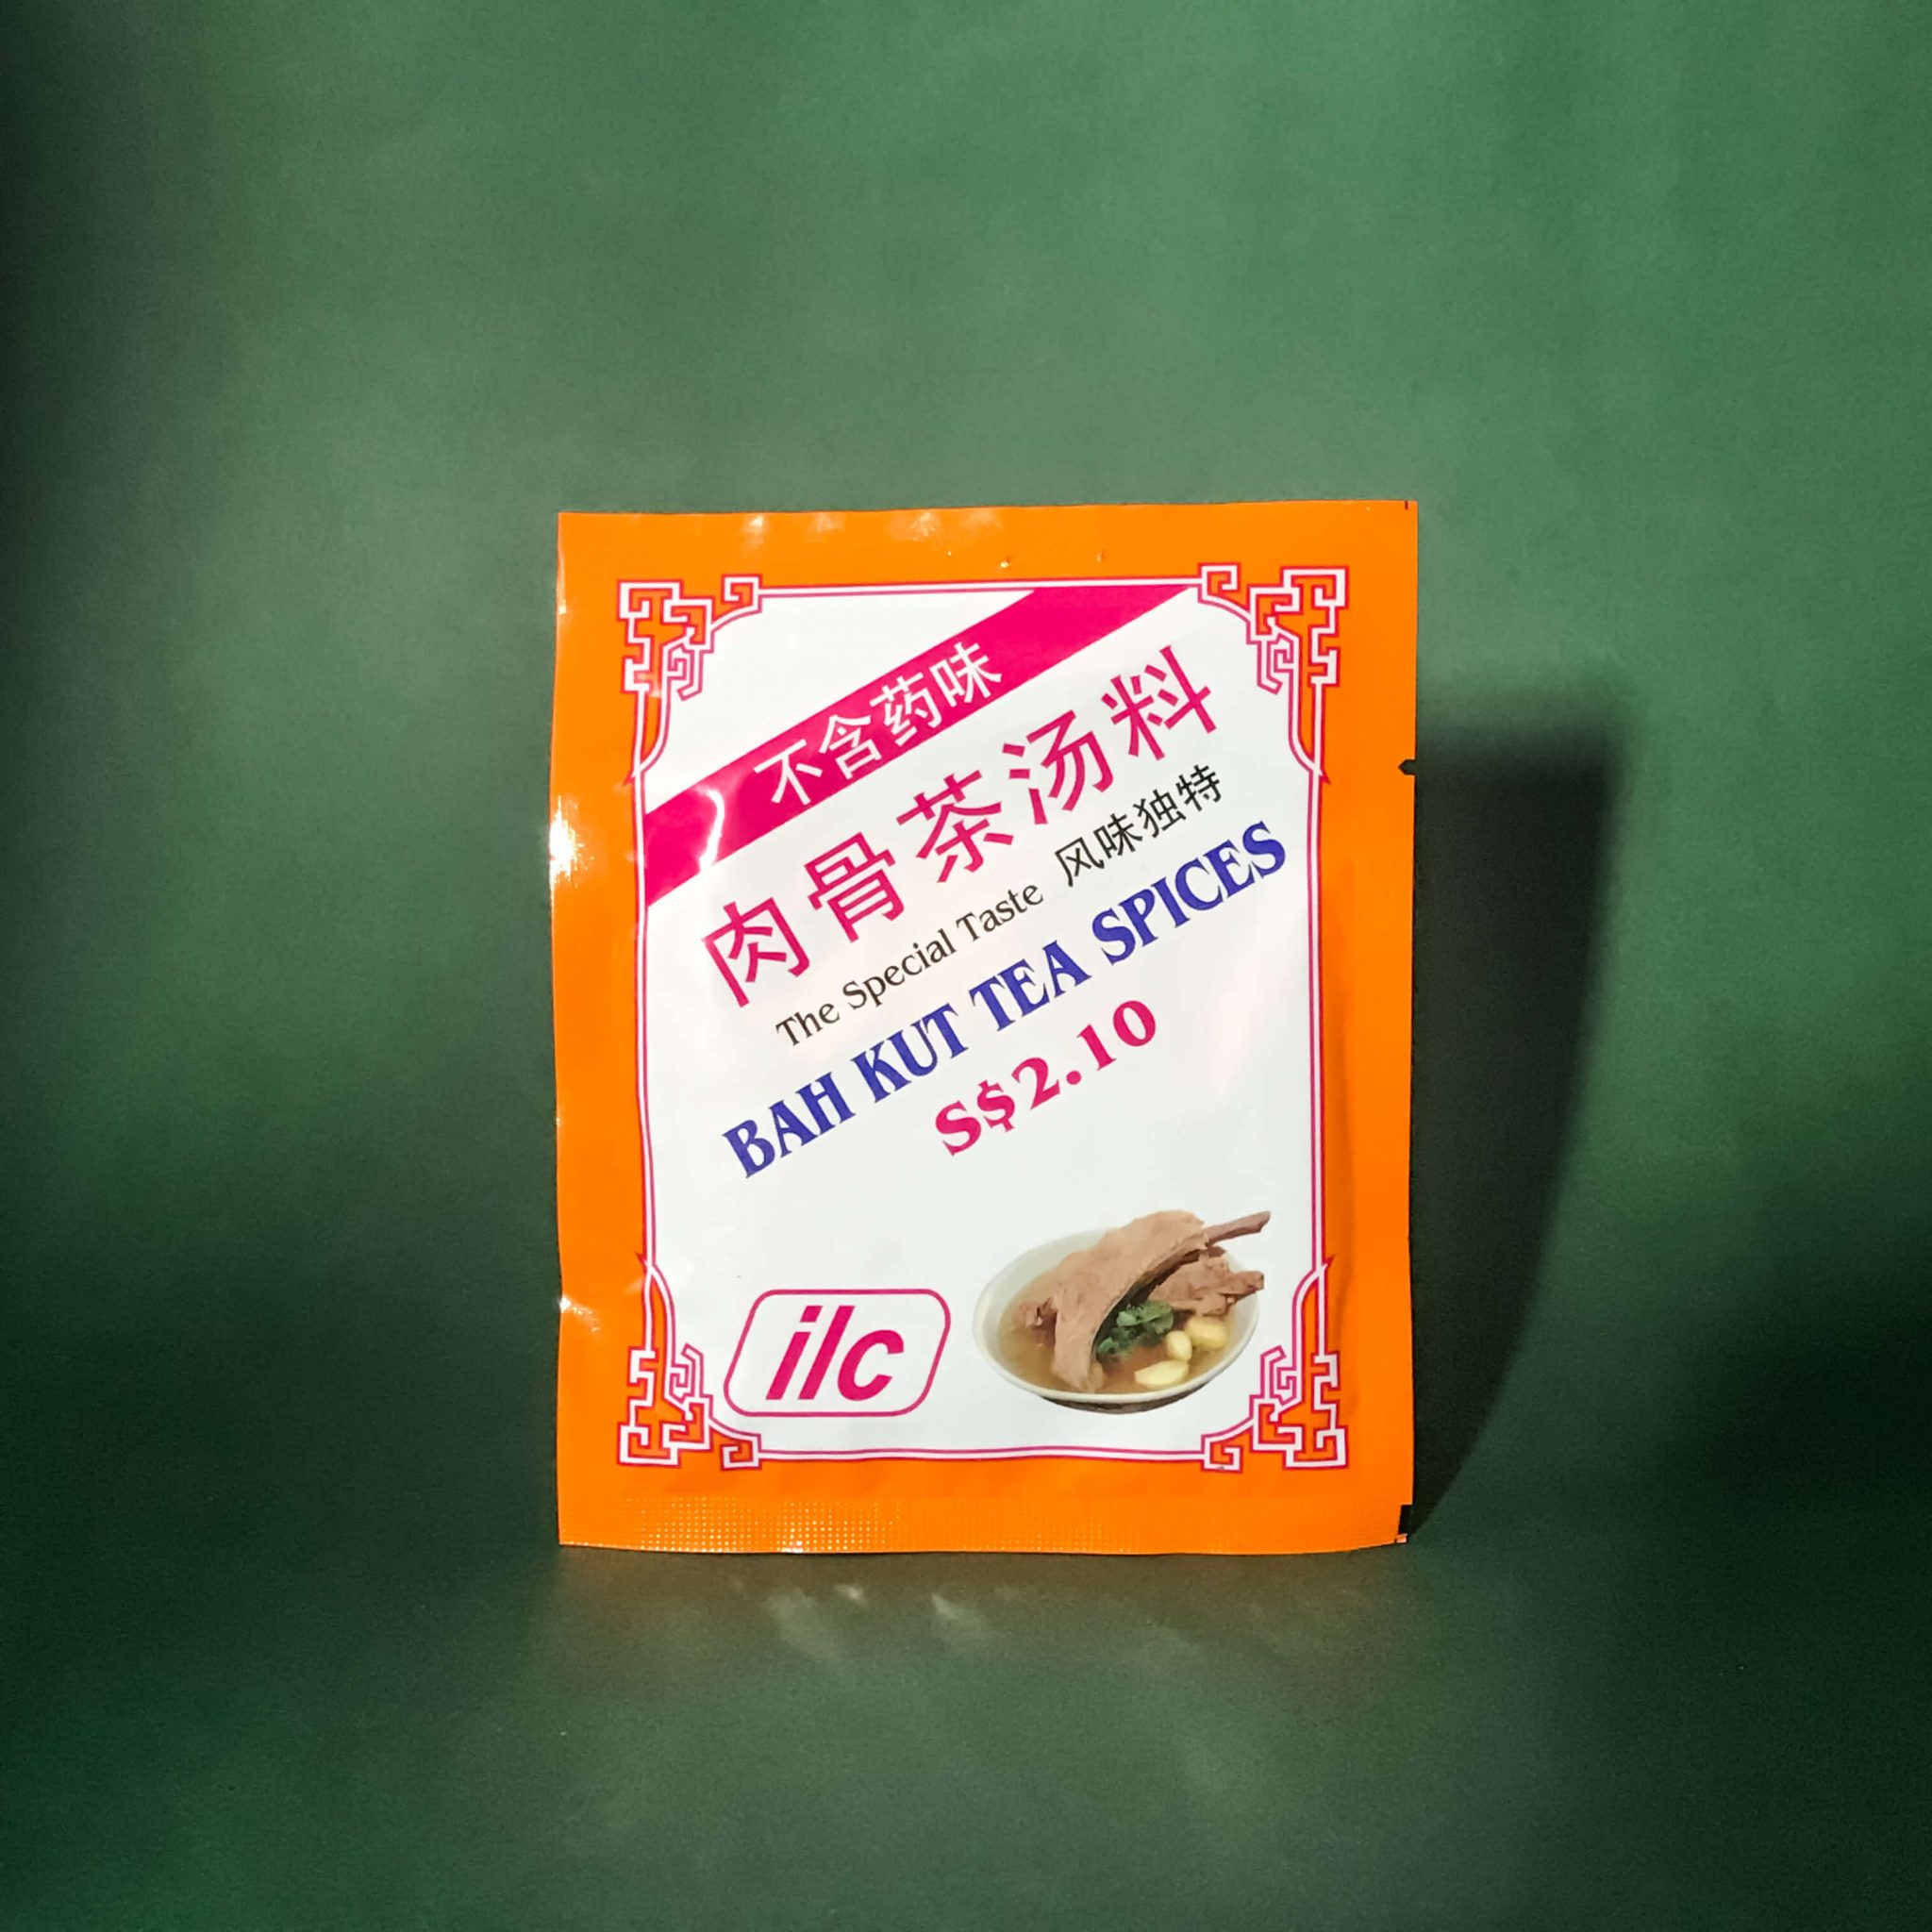 不含药味
肉骨茶汤料
The Special Taste 风味独特
BAH KUT TEA SPICES
S$2.10
ilc